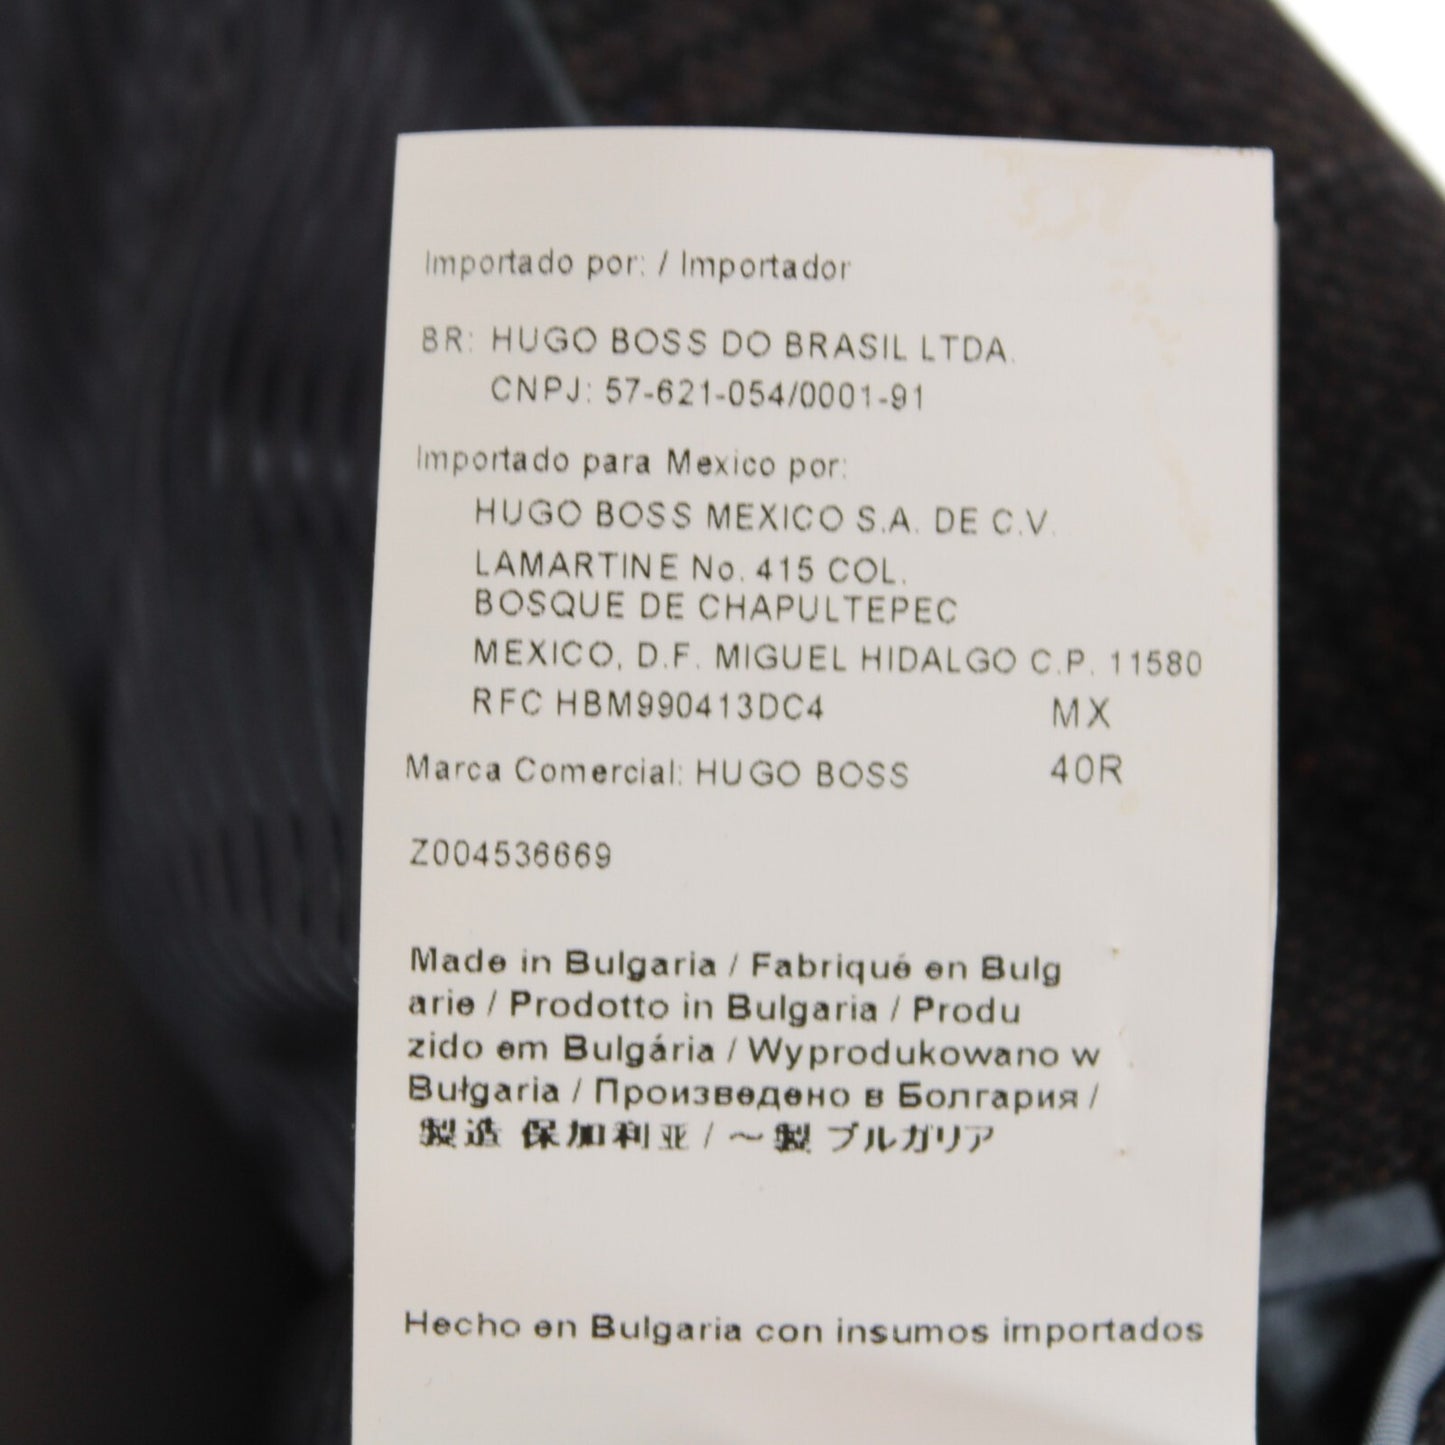 Importado por: / Importador
BR: HUGO BOSS DO BRASIL LTDA.
CNPJ: 57-621-054/0001-91
Importado para Mexico por:
HUGO BOSS MEXICO S.A. DE C.V.
LAMARTINE No. 415 COL.
BOSQUE DE CHAPULTEPEC
MEXICO, D.F. MIGUEL HIDALGO C.P. 11580
RFC HBM990413DC4 MX
Marca Comercial: HUGO BOSS 40R
Z004536669
Made in Bulgaria / Fabriqué en Bulg
arie / Prodotto in Bulgaria / Produ
zido em Bulgária / Wyprodukowano w
Bułgaria / Произведено в Болгария /
製造 保加利亚 / ～製 ブルガリア
Hecho en Bulgaria con insumos importados